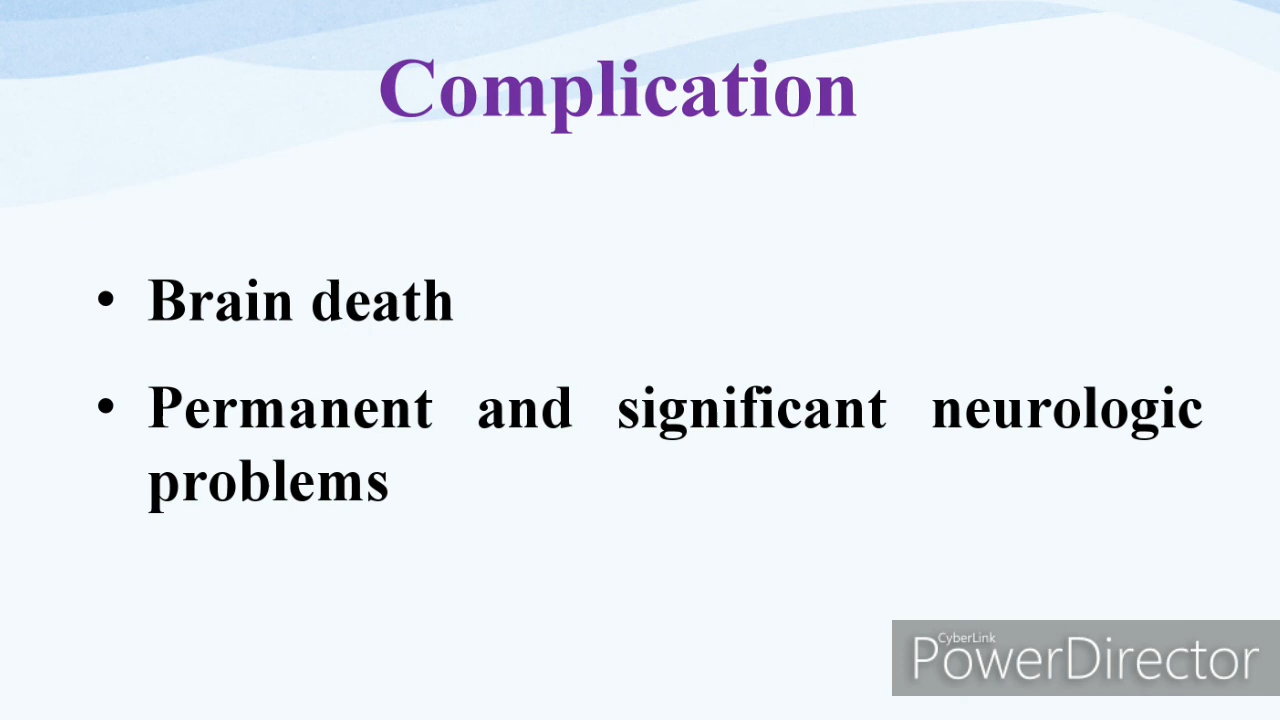 Complication
• Brain death
• Permanent and significant neurologic
problems
CyberLink
PowerDirector